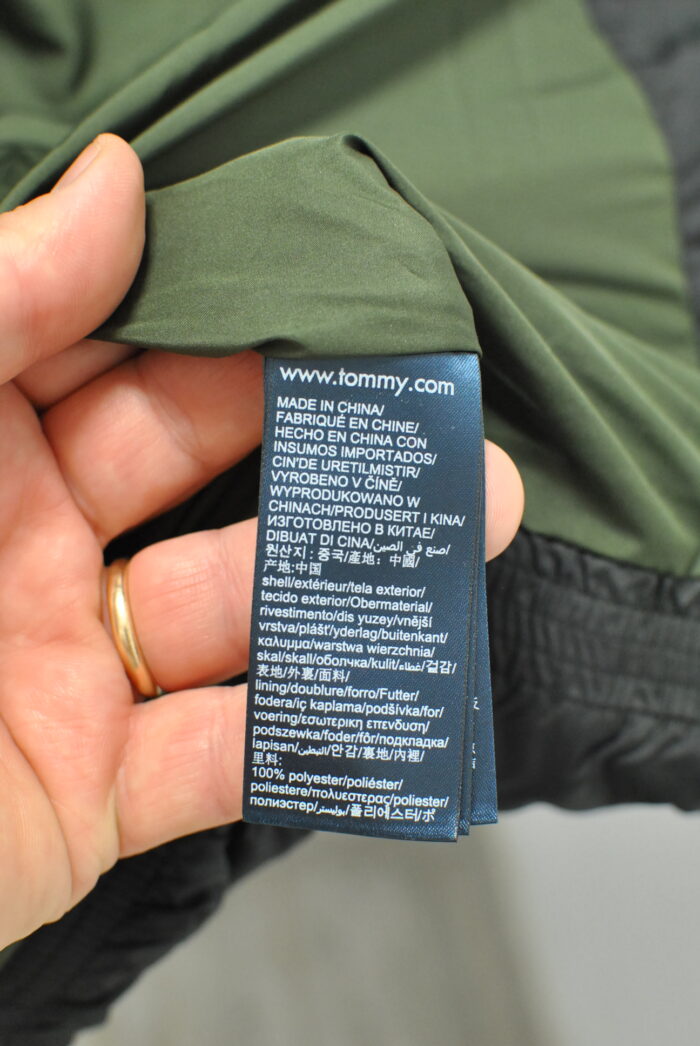 www.tommy.com
MADE IN CHINA/
FABRIQUÉ EN CHINE/
HECHO EN CHINA CON
INSUMOS IMPORTADOS/
CIN'DE URETILMISTIR/
VYROBENO V ČÍNĚ/
WYPRODUKOWANO W
CHINACH/PRODUSERT I KINA/
ИЗГОТОВЛЕНО В КИТАЕ/
DIBUAT DI CINA/صنع في الصين/
원산지: 중국/產地: 中國/
产地:中国
shell/extérieur/tela exterior/
tecido exterior/Obermaterial/
rivestimento/dis yuzey/vnější
vrstva/plášť/yderlag/buitenkant/
καλυμμα/warstwa wierzchnia/
skal/skall/оболчка/kulit/غطاء/겉감/
表地/外裏/面料/
lining/doublure/forro/Futter/
fodera/iç kaplama/podšívka/for/
voering/εσωτερικη επενδυση/
podszewka/foder/fôr/подкладка/
lapisan/التبطين/안감/裏地/內裡/
里料:
100% polyester/poliéster/
poliestere/πολυεστερας/poliester/
полиэстер/بوليستر/폴리에스터/ポ